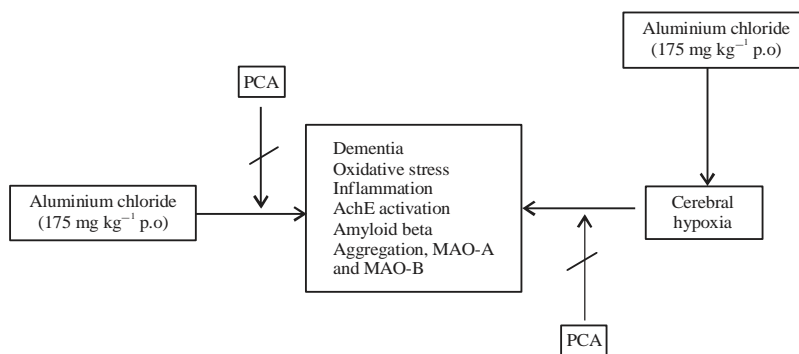 Aluminium chloride
(175 mg kg⁻¹ p.o)
PCA
Dementia
Oxidative stress
Inflammation
AchE activation
Amyloid beta
Aggregation, MAO-A
and MAO-B
Aluminium chloride
(175 mg kg⁻¹ p.o)
Cerebral
hypoxia
PCA